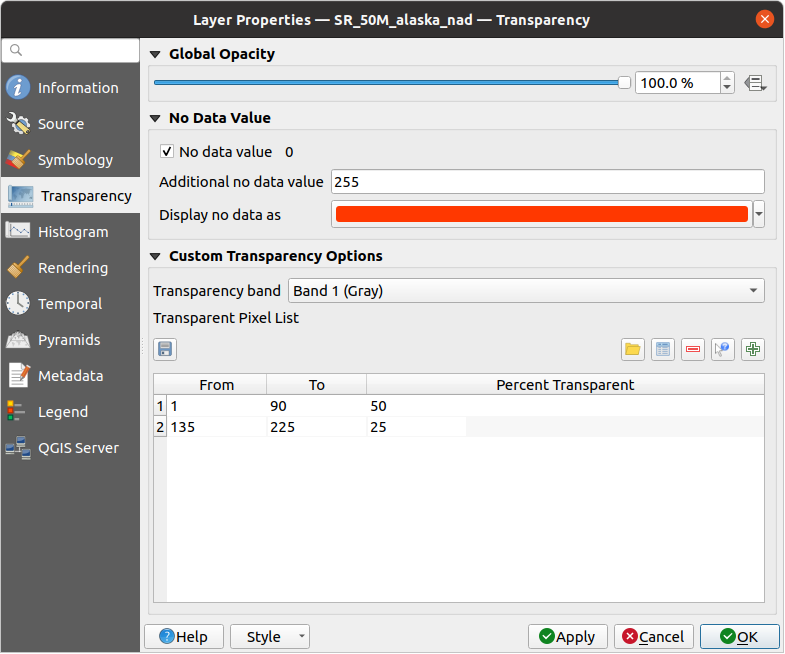 Layer Properties — SR_50M_alaska_nad — Transparency
Information
Source
Symbology
Transparency
Histogram
Rendering
Temporal
Pyramids
Metadata
Legend
QGIS Server
Global Opacity
100.0 %
No Data Value
No data value 0
Additional no data value 255
Display no data as
Custom Transparency Options
Transparency band Band 1 (Gray)
Transparent Pixel List
From To Percent Transparent
1 1 90 50
2 135 225 25
Help Style Apply Cancel OK